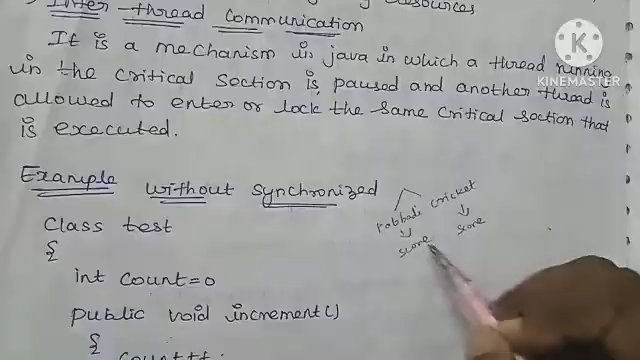 Inter-thread communication
It is a mechanism in java in which a thread running
in the critical section is paused and another thread is
allowed to enter or lock the same critical section that
is executed.
Example without synchronized
Class test
{
int count=0
public void increment()
{
count++
kabbadi cricket
score score
KINEMASTER